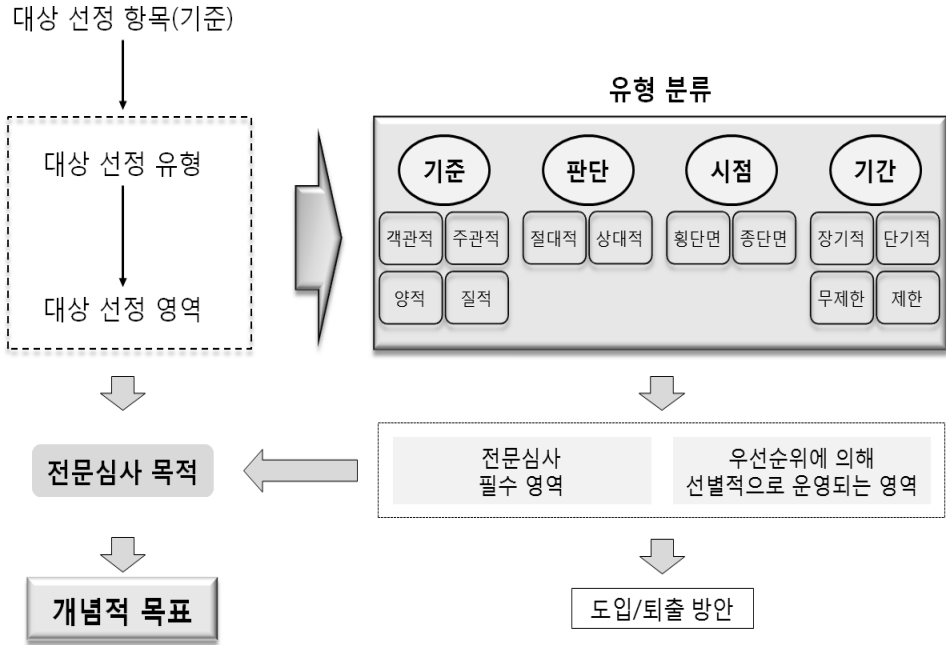 대상 선정 항목(기준)
대상 선정 유형
대상 선정 영역
유형 분류
기준
판단
시점
기간
객관적
주관적
절대적
상대적
횡단면
종단면
장기적
단기적
양적
질적
무제한
제한
전문심사 목적
전문심사
필수 영역
우선순위에 의해
선별적으로 운영되는 영역
개념적 목표
도입/퇴출 방안